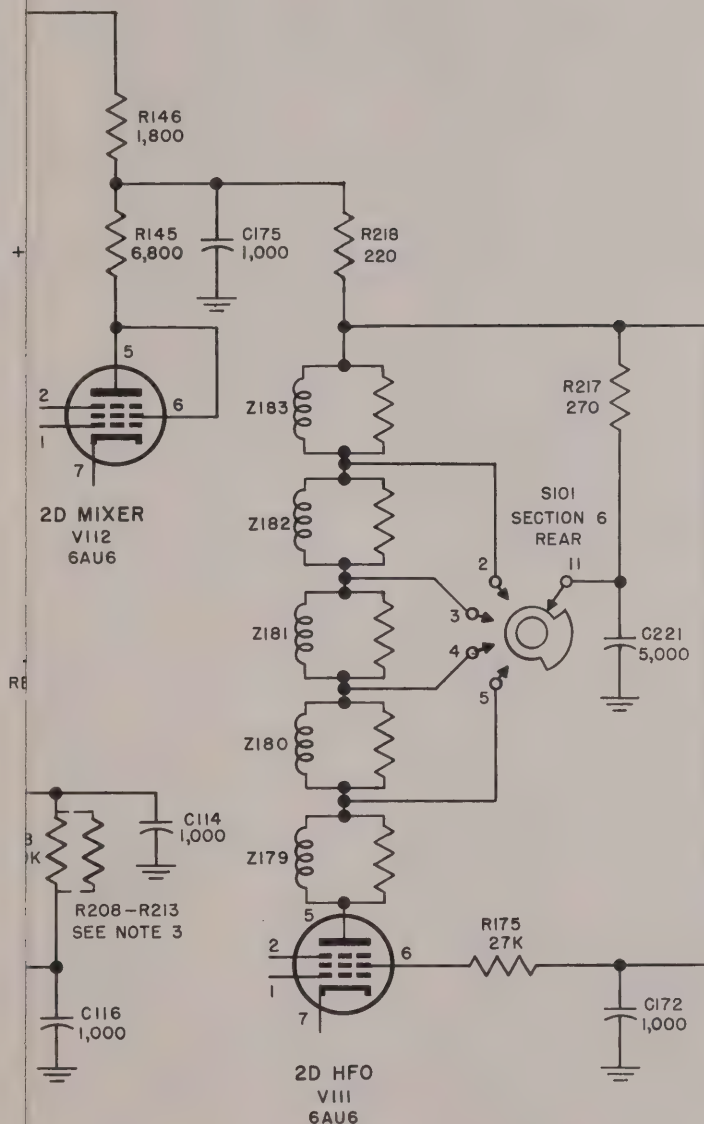 R146
1,800
R145
6,800
C175
1,000
R218
220
+
5
2
6
1
7
2D MIXER
V112
6AU6
Z183
R217
270
S101
SECTION 6
REAR
Z182
2
11
3
Z181
4
C221
5,000
5
Z180
C114
1,000
R208–R213
SEE NOTE 3
Z179
5
2
6
1
7
R175
27K
C116
1,000
C172
1,000
2D HFO
V111
6AU6